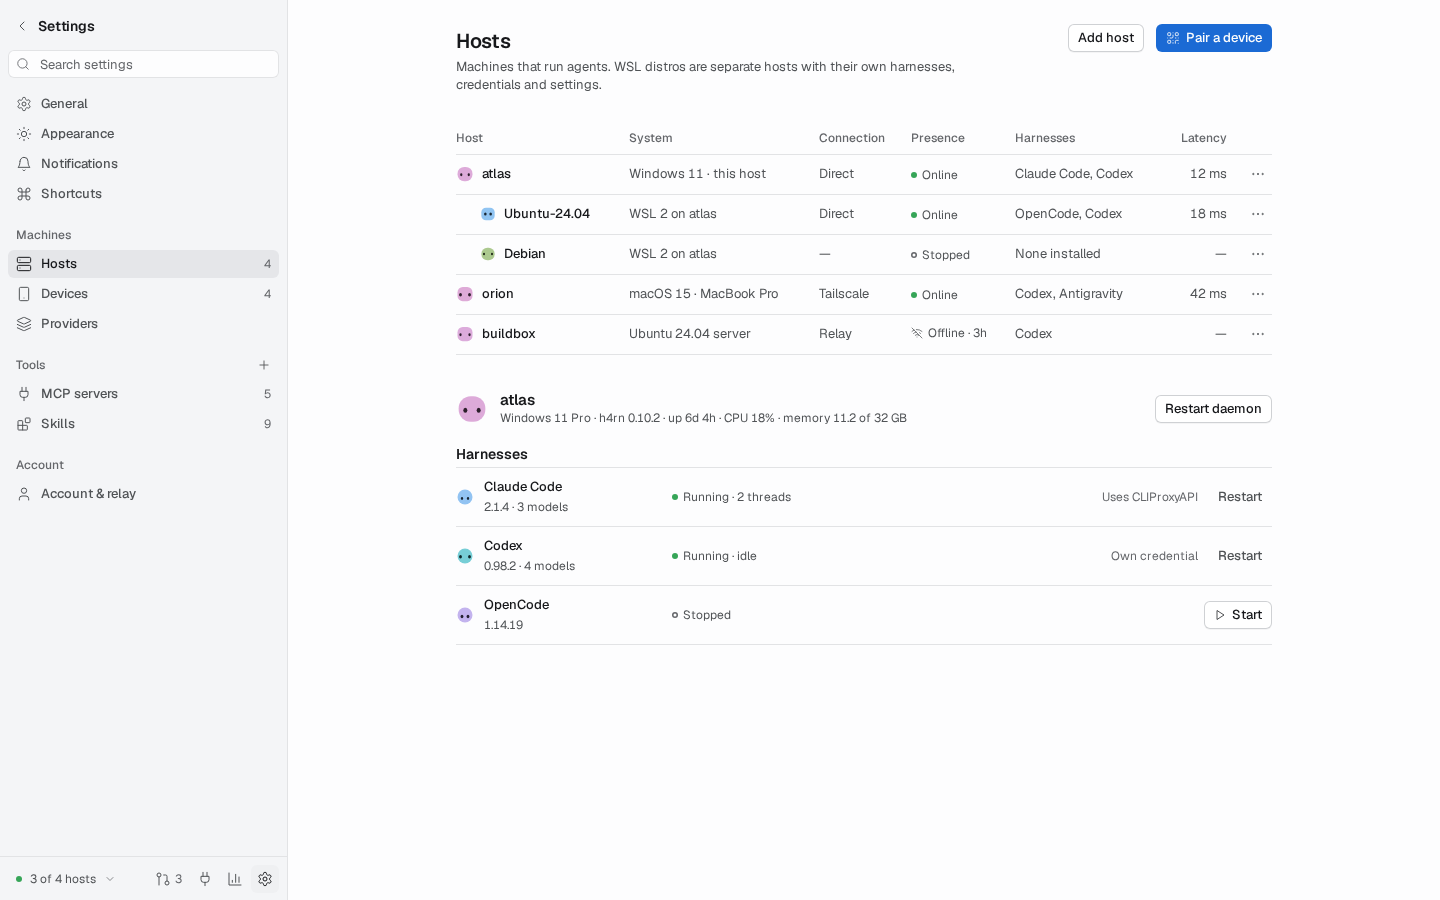 Settings
Search settings
General
Appearance
Notifications
Shortcuts
Machines
Hosts 4
Devices 4
Providers
Tools
MCP servers 5
Skills 9
Account
Account & relay
3 of 4 hosts 3
Hosts
Add host
Pair a device
Machines that run agents. WSL distros are separate hosts with their own harnesses,
credentials and settings.
Host System Connection Presence Harnesses Latency
atlas Windows 11 · this host Direct Online Claude Code, Codex 12 ms
Ubuntu-24.04 WSL 2 on atlas Direct Online OpenCode, Codex 18 ms
Debian WSL 2 on atlas — Stopped None installed —
orion macOS 15 · MacBook Pro Tailscale Online Codex, Antigravity 42 ms
buildbox Ubuntu 24.04 server Relay Offline · 3h Codex —
atlas
Windows 11 Pro · h4rn 0.10.2 · up 6d 4h · CPU 18% · memory 11.2 of 32 GB
Restart daemon
Harnesses
Claude Code
2.1.4 · 3 models
Running · 2 threads
Uses CLIProxyAPI
Restart
Codex
0.98.2 · 4 models
Running · idle
Own credential
Restart
OpenCode
1.14.19
Stopped
Start